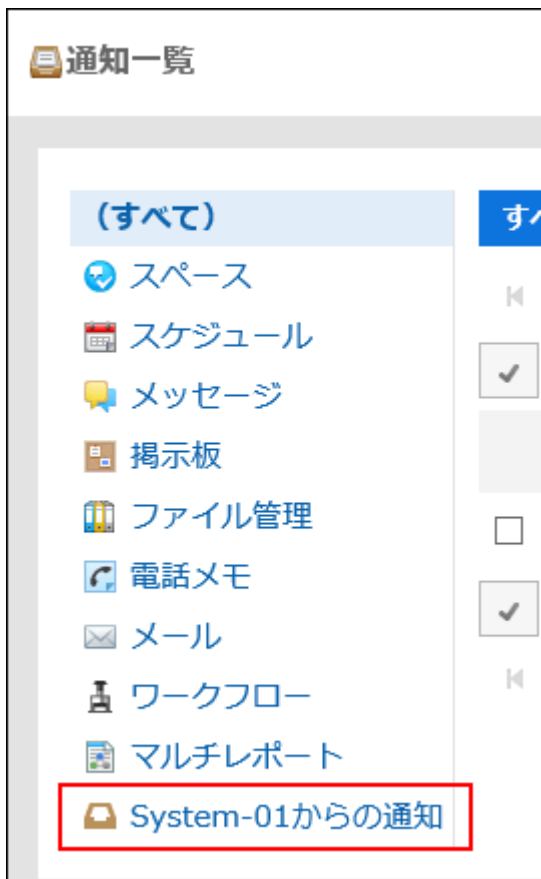 通知一覧
(すべて)
すべ
スペース
スケジュール
メッセージ
掲示板
ファイル管理
電話メモ
メール
ワークフロー
マルチレポート
System-01からの通知